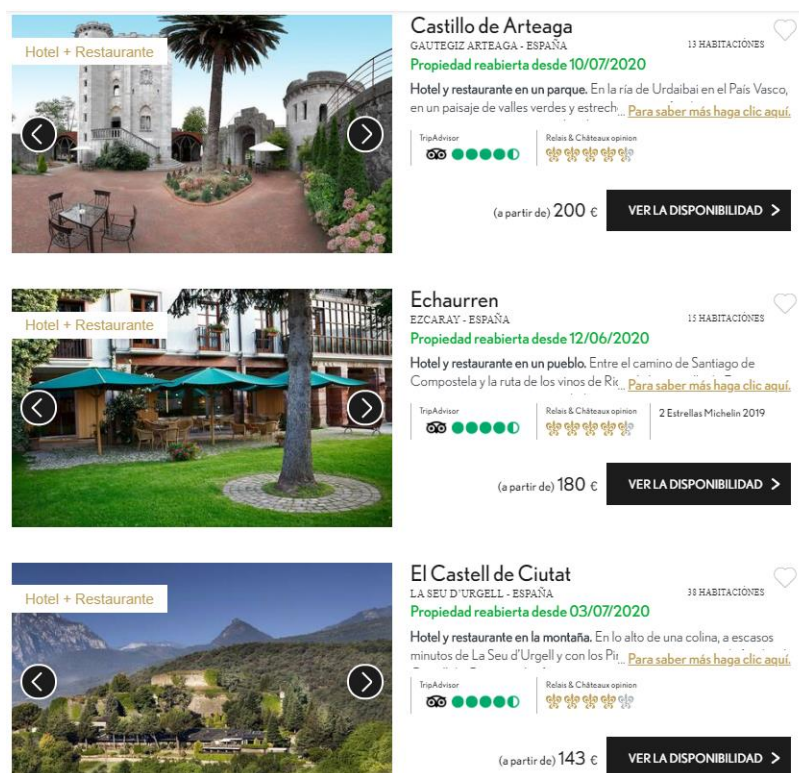 Hotel + Restaurante
Castillo de Arteaga
GAUTEGIZ ARTEAGA - ESPAÑA
13 HABITACIÓNES
Propiedad reabierta desde 10/07/2020
Hotel y restaurante en un parque. En la ría de Urdaibai en el País Vasco,
en un paisaje de valles verdes y estrech... Para saber más haga clic aquí.
TripAdvisor
Relais & Châteaux opinion
(a partir de) 200 €
VER LA DISPONIBILIDAD >
Hotel + Restaurante
Echaurren
EZCARAY - ESPAÑA
15 HABITACIÓNES
Propiedad reabierta desde 12/06/2020
Hotel y restaurante en un pueblo. Entre el camino de Santiago de
Compostela y la ruta de los vinos de Rio... Para saber más haga clic aquí.
TripAdvisor
Relais & Châteaux opinion
2 Estrellas Michelin 2019
(a partir de) 180 €
VER LA DISPONIBILIDAD >
Hotel + Restaurante
El Castell de Ciutat
LA SEU D'URGELL - ESPAÑA
38 HABITACIÓNES
Propiedad reabierta desde 03/07/2020
Hotel y restaurante en la montaña. En lo alto de una colina, a escasos
minutos de La Seu d'Urgell y con los Pir... Para saber más haga clic aquí.
TripAdvisor
Relais & Châteaux opinion
(a partir de) 143 €
VER LA DISPONIBILIDAD >